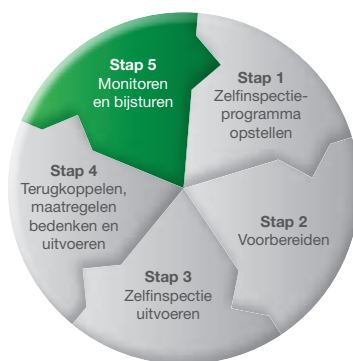 Stap 1
Zelfinspectie-
programma
opstellen
Stap 2
Voorbereiden
Stap 3
Zelfinspectie
uitvoeren
Stap 4
Terugkoppelen,
maatregelen
bedenken en
uitvoeren
Stap 5
Monitoren
en bijsturen